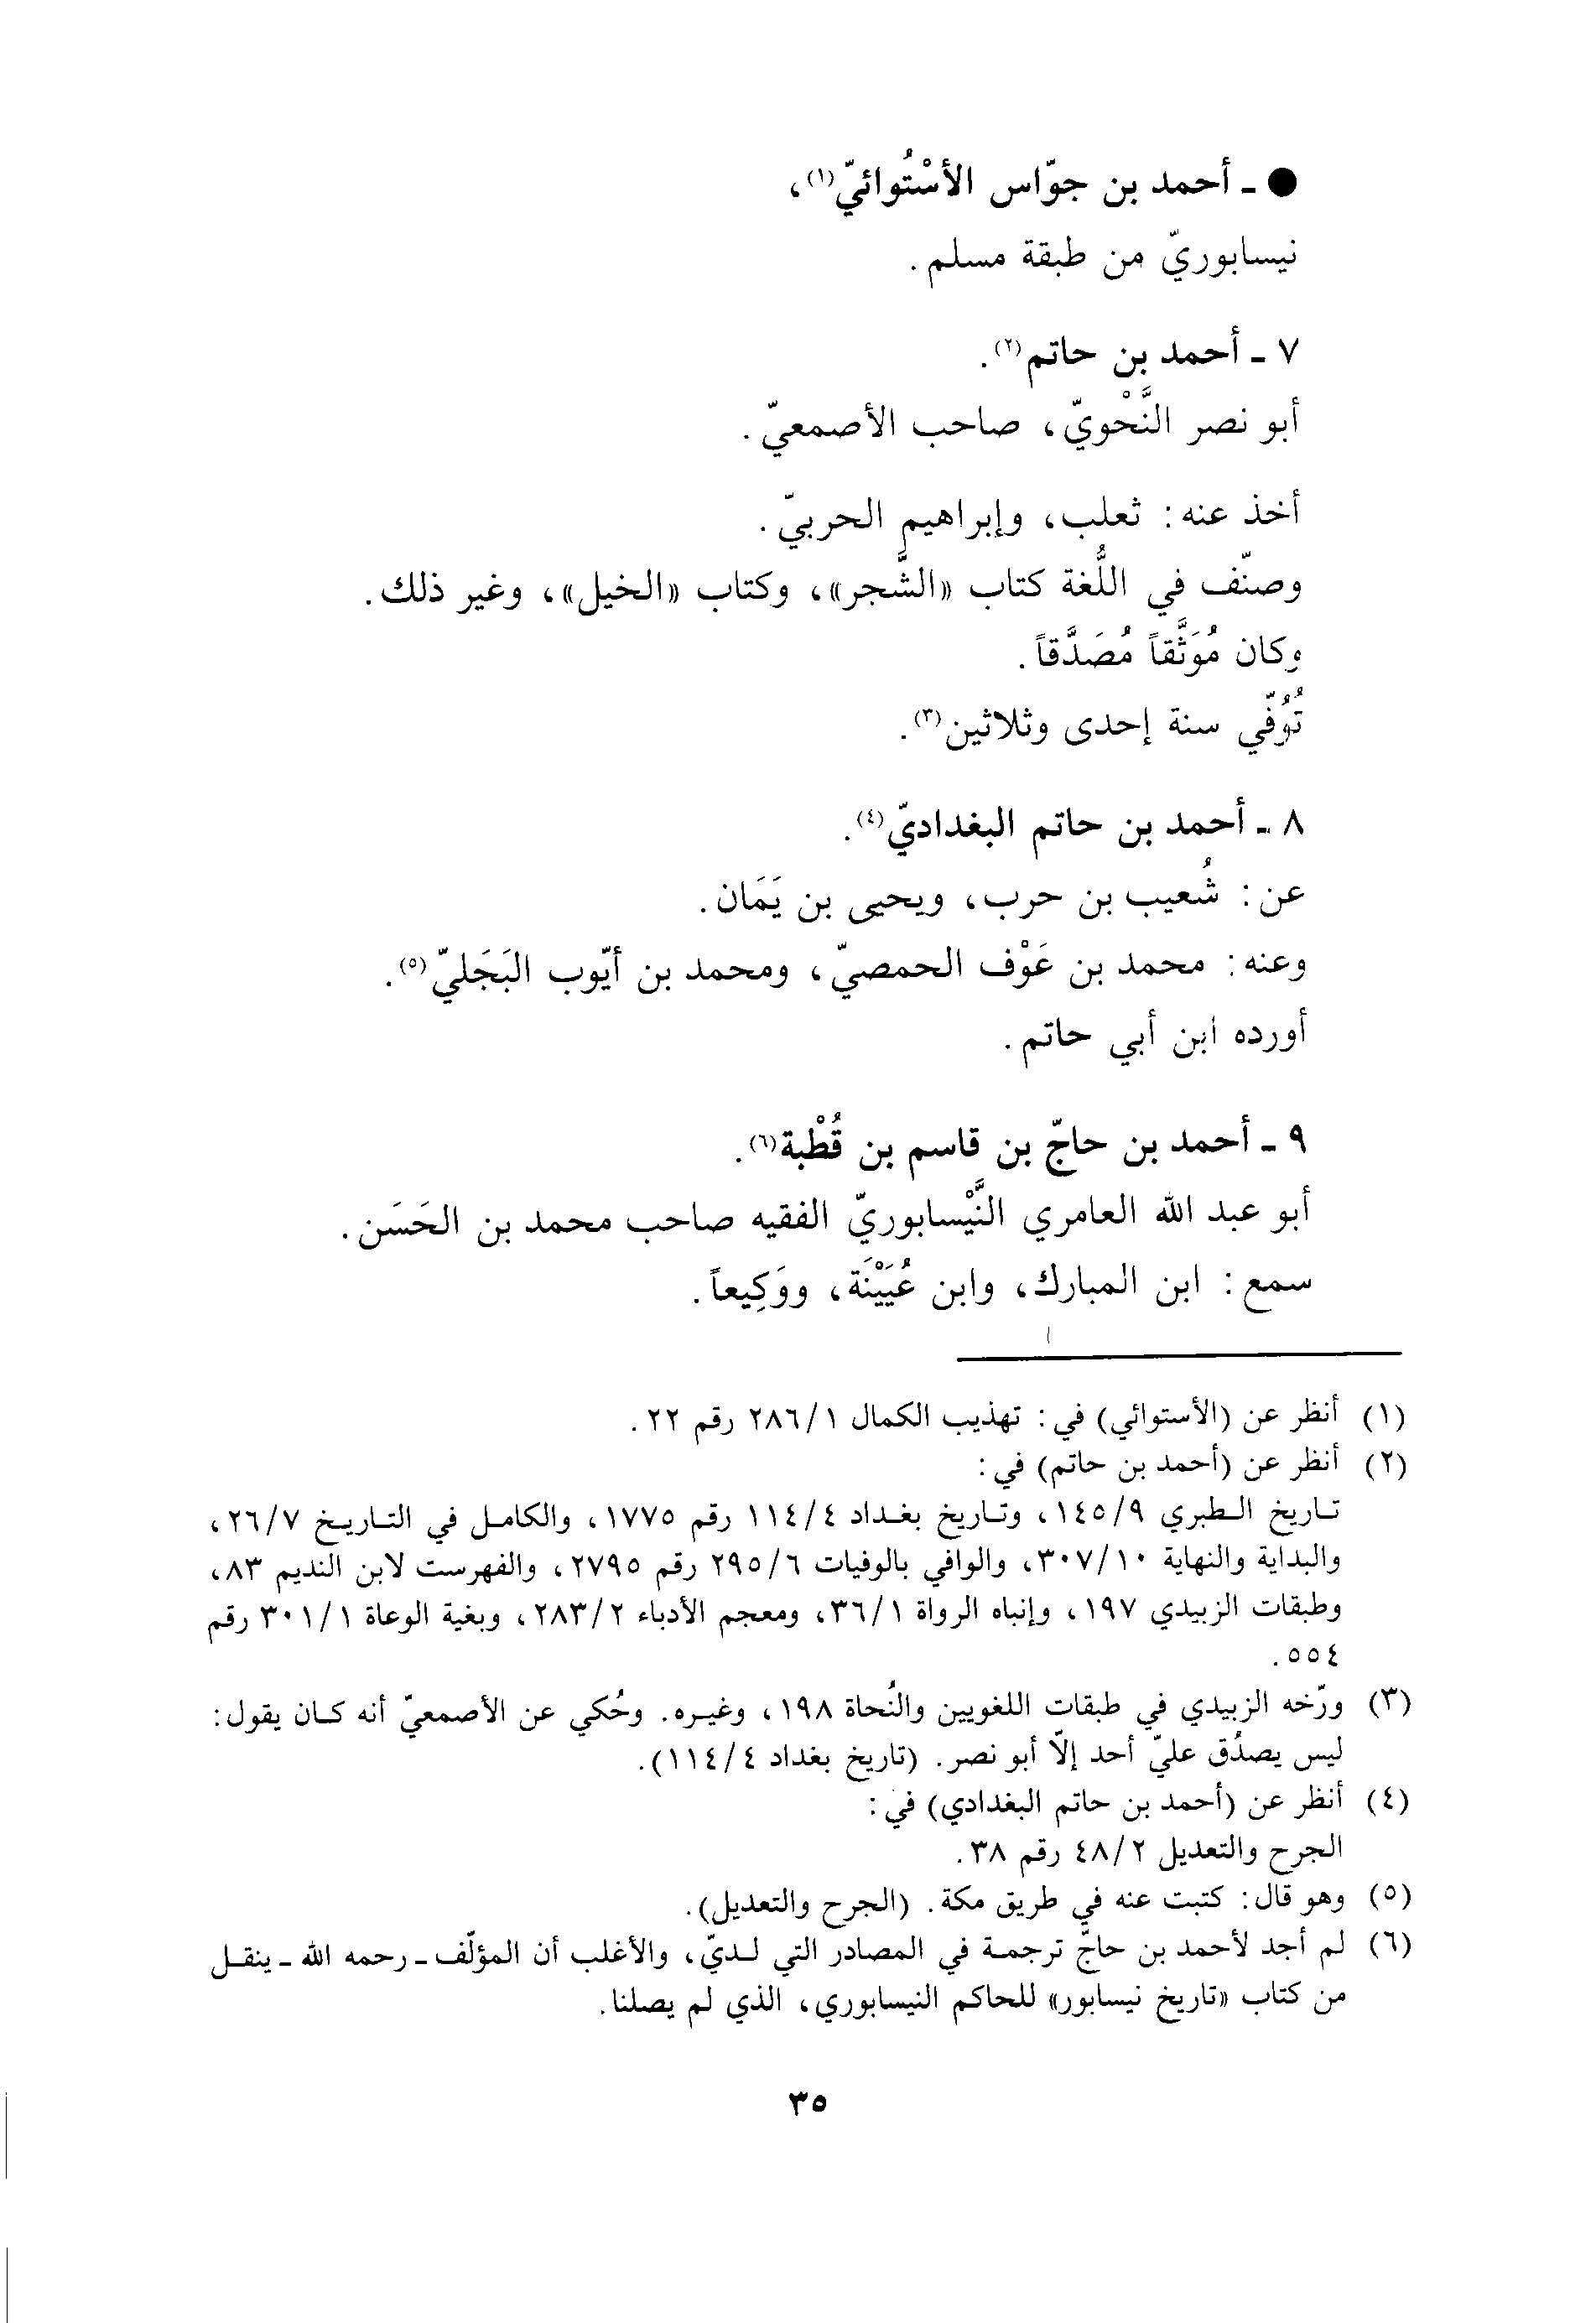 ● ـ أحمد بن جوّاس الأسْتُوائيّ(١)،
نيسابوريّ من طبقة مسلم.
٧ ـ أحمد بن حاتم(٢).
أبو نصر النَّحْويّ، صاحب الأصمعيّ.
أخذ عنه: ثعلب، وإبراهيم الحربيّ.
وصنّف في اللُّغة كتاب «الشَّجر»، وكتاب «الخيل»، وغير ذلك.
وكان مُوَثَّقاً مُصَدَّقاً.
تُوُفّي سنة إحدى وثلاثين(٣).
٨ ـ أحمد بن حاتم البغداديّ(٤).
عن: شُعيب بن حرب، ويحيى بن يَمَان.
وعنه: محمد بن عَوْف الحمصيّ، ومحمد بن أيّوب البَجَليّ(٥).
أورده ابن أبي حاتم.
٩ ـ أحمد بن حاجّ بن قاسم بن قُطْبة(٦).
أبو عبد الله العامري النَّيْسابوريّ الفقيه صاحب محمد بن الحَسَن.
سمع: ابن المبارك، وابن عُيَيْنَة، ووَكِيعاً.
(١) أنظر عن (الأستوائي) في: تهذيب الكمال ٢٨٦/١ رقم ٢٢.
(٢) أنظر عن (أحمد بن حاتم) في:
تاريخ الطبري ١٤٥/٩، وتاريخ بغداد ١١٤/٤ رقم ١٧٧٥، والكامل في التاريخ ٢٦/٧،
والبداية والنهاية ٣٠٧/١٠، والوافي بالوفيات ٢٩٥/٦ رقم ٢٧٩٥، والفهرست لابن النديم ٨٣،
وطبقات الزبيدي ١٩٧، وإنباه الرواة ٣٦/١، ومعجم الأدباء ٢٨٣/٢، وبغية الوعاة ٣٠١/١ رقم
٥٥٤.
(٣) ورّخه الزبيدي في طبقات اللغويين والنُحاة ١٩٨، وغيره. وحُكي عن الأصمعيّ أنه كان يقول:
ليس يصدُق عليّ أحد إلّا أبو نصر. (تاريخ بغداد ١١٤/٤).
(٤) أنظر عن (أحمد بن حاتم البغدادي) في:
الجرح والتعديل ٤٨/٢ رقم ٣٨.
(٥) وهو قال: كتبت عنه في طريق مكة. (الجرح والتعديل).
(٦) لم أجد لأحمد بن حاجّ ترجمة في المصادر التي لديّ، والأغلب أن المؤلّف ـ رحمه الله ـ ينقل
من كتاب «تاريخ نيسابور» للحاكم النيسابوري، الذي لم يصلنا.
٣٥